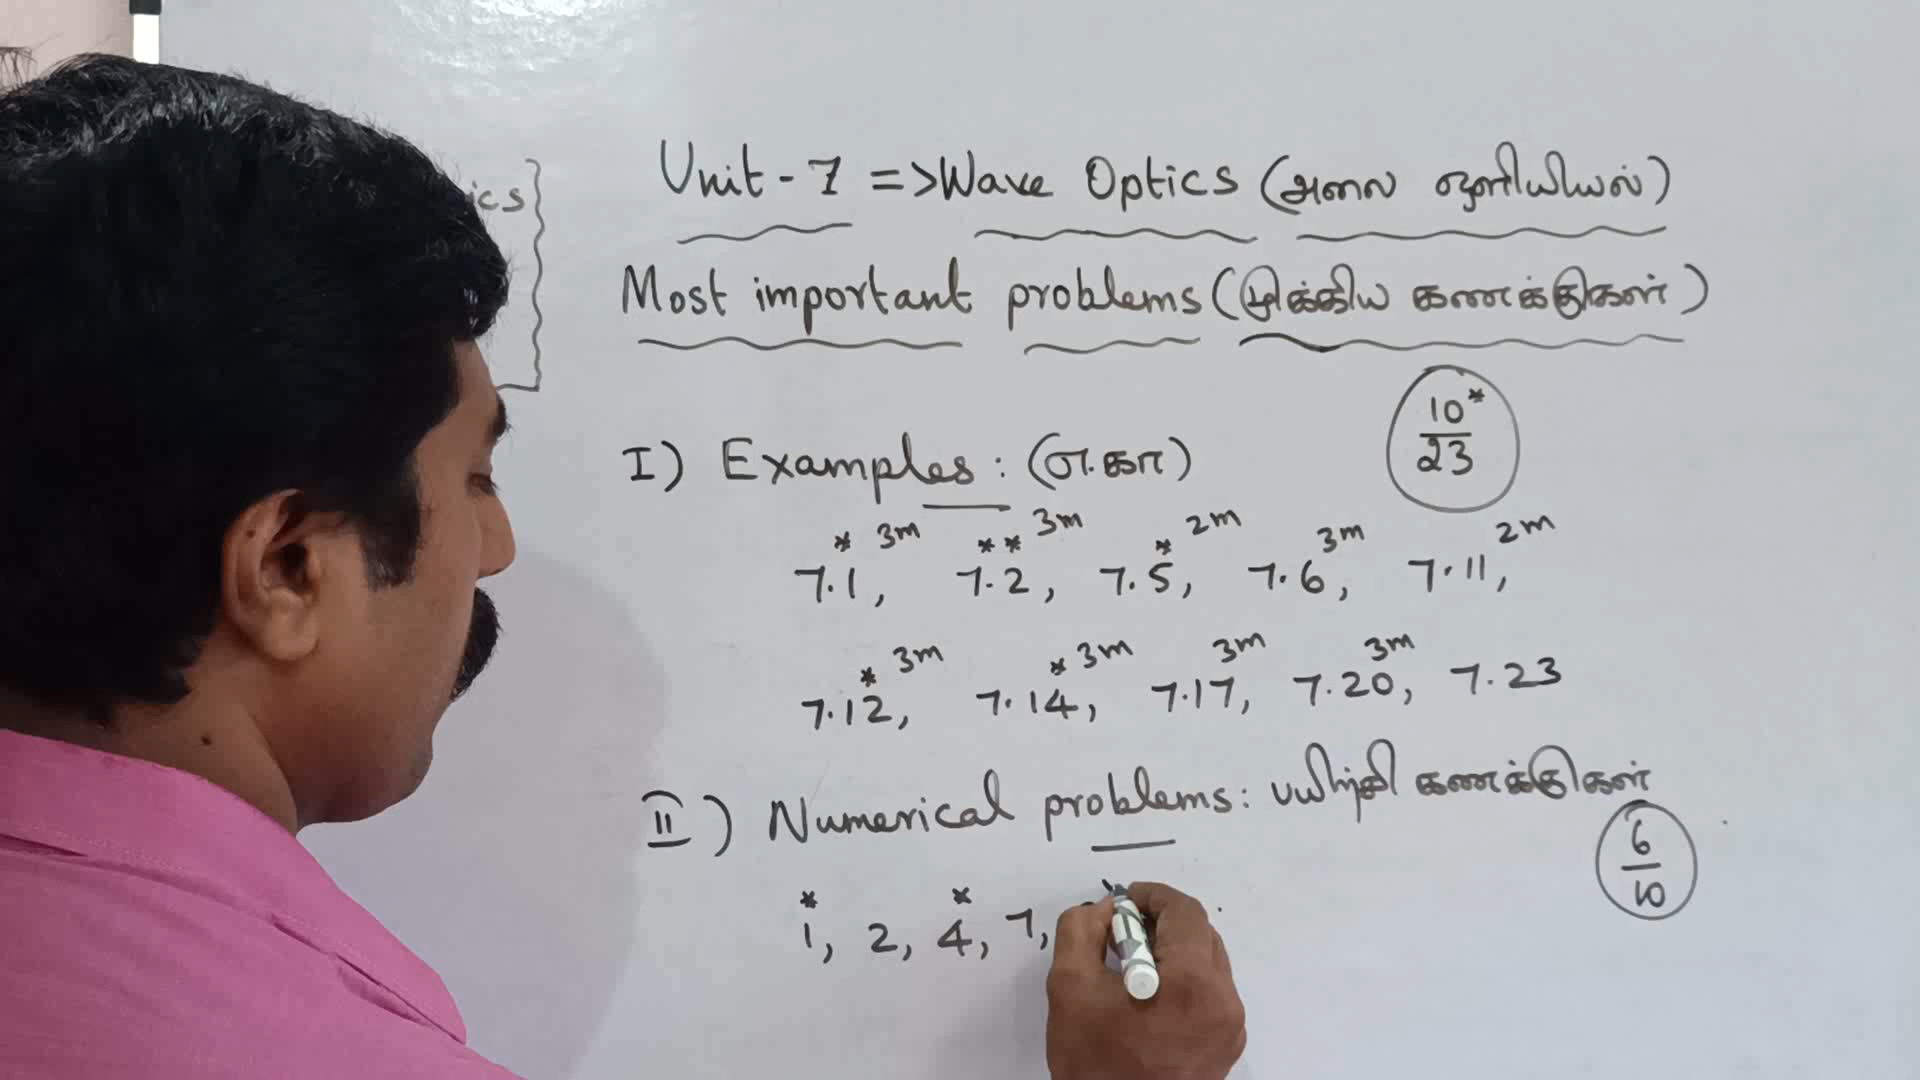 ics
Unit - 7 => Wave Optics (அலை ஒளியியல்)
Most important problems (முக்கிய கணக்குகள்)
10*
23
I) Examples : (எ.கா)
* 3m ** 3m * 2m 3m 2m
7.1, 7.2, 7.5, 7.6, 7.11,
* 3m * 3m 3m 3m
7.12, 7.14, 7.17, 7.20, 7.23
II) Numerical problems : பயிற்சி கணக்குகள்
6
10
* *
1, 2, 4, 7,